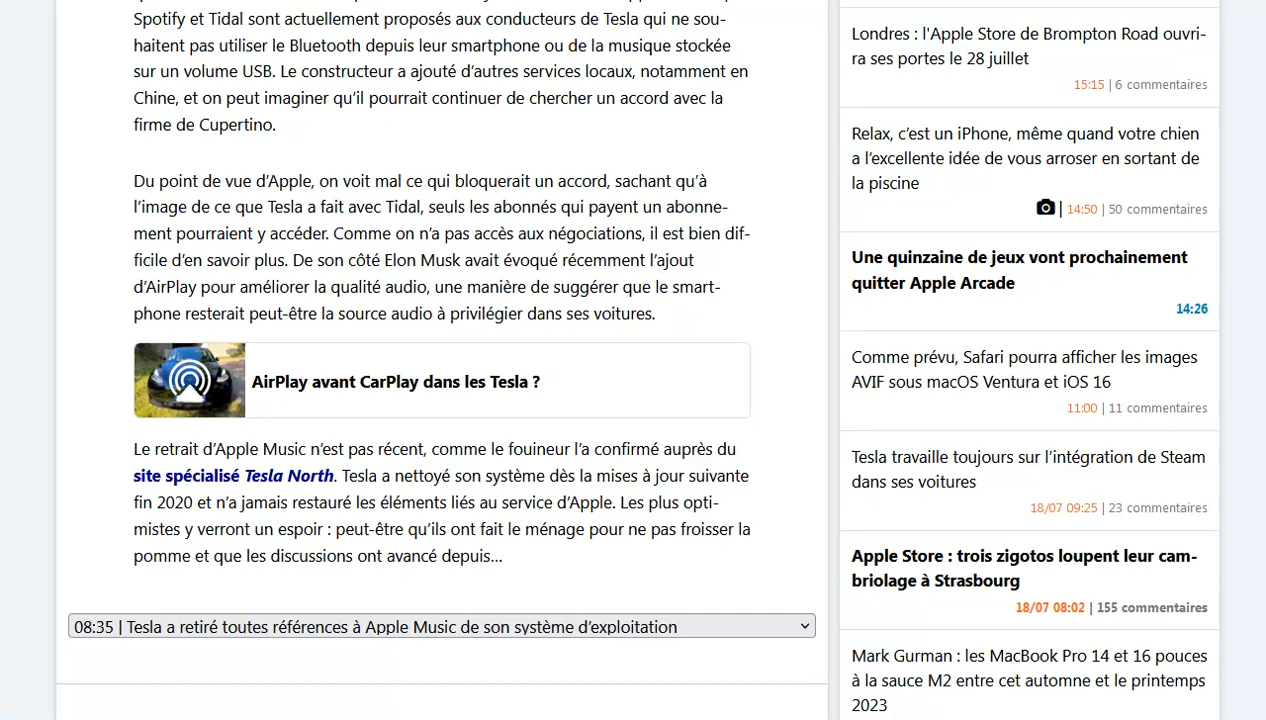 Spotify et Tidal sont actuellement proposés aux conducteurs de Tesla qui ne sou-
haitent pas utiliser le Bluetooth depuis leur smartphone ou de la musique stockée
sur un volume USB. Le constructeur a ajouté d’autres services locaux, notamment en
Chine, et on peut imaginer qu’il pourrait continuer de chercher un accord avec la
firme de Cupertino.
Du point de vue d’Apple, on voit mal ce qui bloquerait un accord, sachant qu’à
l’image de ce que Tesla a fait avec Tidal, seuls les abonnés qui payent un abonne-
ment pourraient y accéder. Comme on n’a pas accès aux négociations, il est bien dif-
ficile d’en savoir plus. De son côté Elon Musk avait évoqué récemment l’ajout
d’AirPlay pour améliorer la qualité audio, une manière de suggérer que le smart-
phone resterait peut-être la source audio à privilégier dans ses voitures.
AirPlay avant CarPlay dans les Tesla ?
Le retrait d’Apple Music n’est pas récent, comme le fouineur l’a confirmé auprès du
site spécialisé Tesla North. Tesla a nettoyé son système dès la mises à jour suivante
fin 2020 et n’a jamais restauré les éléments liés au service d’Apple. Les plus opti-
mistes y verront un espoir : peut-être qu’ils ont fait le ménage pour ne pas froisser la
pomme et que les discussions ont avancé depuis…
08:35 | Tesla a retiré toutes références à Apple Music de son système d’exploitation
Londres : l'Apple Store de Brompton Road ouvri-
ra ses portes le 28 juillet
15:15 | 6 commentaires
Relax, c’est un iPhone, même quand votre chien
a l’excellente idée de vous arroser en sortant de
la piscine
| 14:50 | 50 commentaires
Une quinzaine de jeux vont prochainement
quitter Apple Arcade
14:26
Comme prévu, Safari pourra afficher les images
AVIF sous macOS Ventura et iOS 16
11:00 | 11 commentaires
Tesla travaille toujours sur l’intégration de Steam
dans ses voitures
18/07 09:25 | 23 commentaires
Apple Store : trois zigotos loupent leur cam-
briolage à Strasbourg
18/07 08:02 | 155 commentaires
Mark Gurman : les MacBook Pro 14 et 16 pouces
à la sauce M2 entre cet automne et le printemps
2023